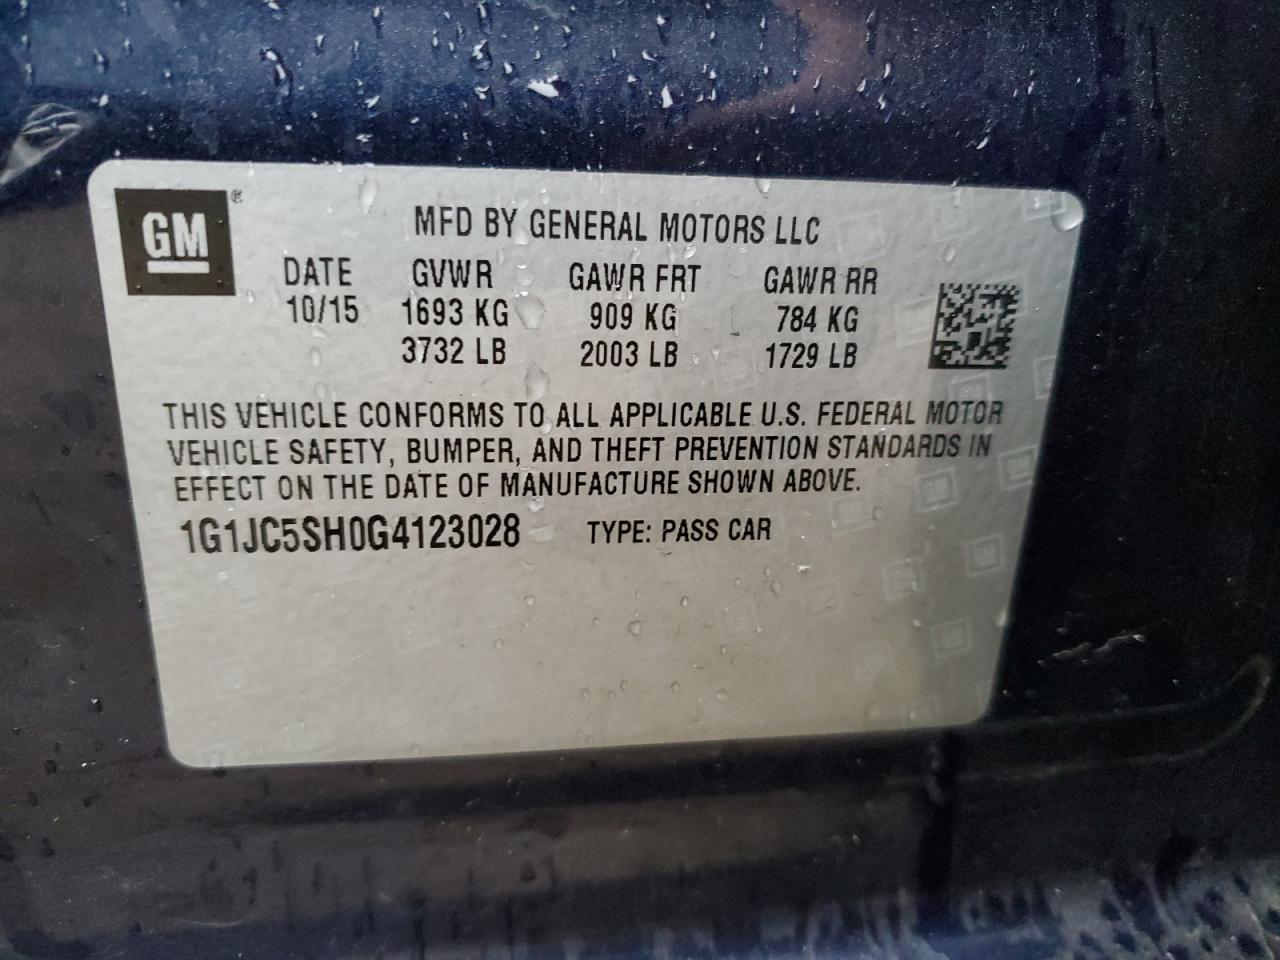 GM ®
MFD BY GENERAL MOTORS LLC
DATE GVWR GAWR FRT GAWR RR
10/15 1693 KG 909 KG 784 KG
3732 LB 2003 LB 1729 LB
THIS VEHICLE CONFORMS TO ALL APPLICABLE U.S. FEDERAL MOTOR
VEHICLE SAFETY, BUMPER, AND THEFT PREVENTION STANDARDS IN
EFFECT ON THE DATE OF MANUFACTURE SHOWN ABOVE.
1G1JC5SH0G4123028 TYPE: PASS CAR